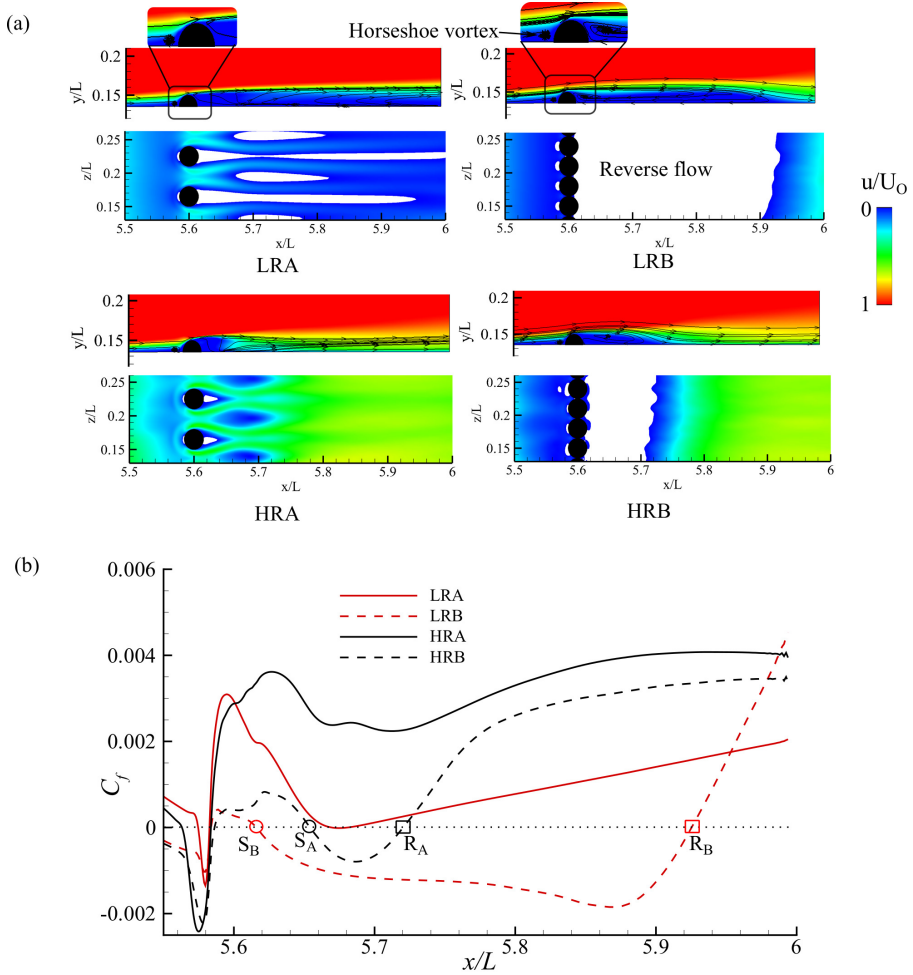 (a)
Horseshoe vortex
y/L
0.2
0.15
y/L
0.2
0.15
z/L
0.25
0.2
0.15
5.5 5.6 5.7 5.8 5.9 6
x/L
LRA
z/L
0.25
0.2
0.15
Reverse flow
5.5 5.6 5.7 5.8 5.9 6
x/L
LRB
u/U_O
0
1
y/L
0.2
0.15
y/L
0.2
0.15
z/L
0.25
0.2
0.15
5.5 5.6 5.7 5.8 5.9 6
x/L
HRA
z/L
0.25
0.2
0.15
5.5 5.6 5.7 5.8 5.9 6
x/L
HRB
(b)
C_f
0.006
0.004
0.002
0
-0.002
LRA
LRB
HRA
HRB
S_B S_A R_A R_B
5.6 5.7 5.8 5.9 6
x/L